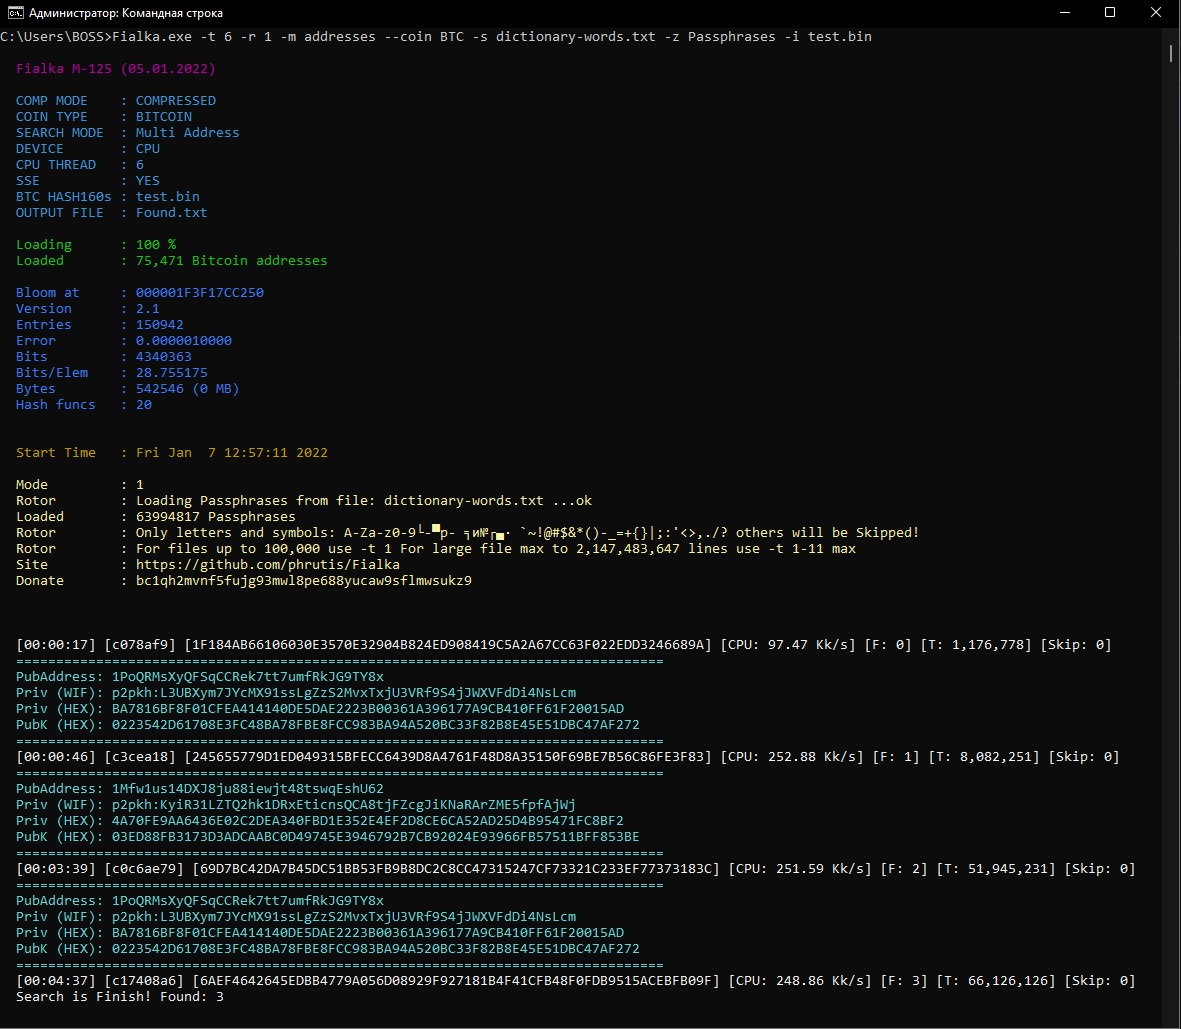 Администратор: Командная строка
C:\Users\BOSS>Fialka.exe -t 6 -r 1 -m addresses --coin BTC -s dictionary-words.txt -z Passphrases -i test.bin
Fialka M-125 (05.01.2022)
COMP MODE : COMPRESSED
COIN TYPE : BITCOIN
SEARCH MODE : Multi Address
DEVICE : CPU
CPU THREAD : 6
SSE : YES
BTC HASH160s : test.bin
OUTPUT FILE : Found.txt
Loading : 100 %
Loaded : 75,471 Bitcoin addresses
Bloom at : 000001F3F17CC250
Version : 2.1
Entries : 150942
Error : 0.0000010000
Bits : 4340363
Bits/Elem : 28.755175
Bytes : 542546 (0 MB)
Hash funcs : 20
Start Time : Fri Jan  7 12:57:11 2022
Mode : 1
Rotor : Loading Passphrases from file: dictionary-words.txt ...ok
Loaded : 63994817 Passphrases
Rotor : Only letters and symbols: A-Za-z0-9└-▀р- ╕и№┌▄· `~!@#$&*()-_=+{}|;:'<>,./? others will be Skipped!
Rotor : For files up to 100,000 use -t 1 For large file max to 2,147,483,647 lines use -t 1-11 max
Site : https://github.com/phrutis/Fialka
Donate : bc1qh2mvnf5fujg93mwl8pe688yucaw9sflmwsukz9
[00:00:17] [c078af9] [1F184AB66106030E3570E32904B824ED908419C5A2A67CC63F022EDD3246689A] [CPU: 97.47 Kk/s] [F: 0] [T: 1,176,778] [Skip: 0]
=================================================================================
PubAddress: 1PoQRMsXyQFSqCCRek7tt7umfRkJG9TY8x
Priv (WIF): p2pkh:L3UBXym7JYcMX91ssLgZzS2MvxTxjU3VRf9S4jJWXVFdDi4NsLcm
Priv (HEX): BA7816BF8F01CFEA414140DE5DAE2223B00361A396177A9CB410FF61F20015AD
PubK (HEX): 0223542D61708E3FC48BA78FBE8FCC983BA94A520BC33F82B8E45E51DBC47AF272
=================================================================================
[00:00:46] [c3cea18] [245655779D1ED049315BFECC6439D8A4761F48D8A35150F69BE7B56C86FE3F83] [CPU: 252.88 Kk/s] [F: 1] [T: 8,082,251] [Skip: 0]
=================================================================================
PubAddress: 1Mfw1us14DXJ8ju88iewjt48tswqEshU62
Priv (WIF): p2pkh:KyiR31LZTQ2hk1DRxEticnsQCA8tjFZcgJiKNaRArZME5fpfAjWj
Priv (HEX): 4A70FE9AA6436E02C2DEA340FBD1E352E4EF2D8CE6CA52AD25D4B95471FC8BF2
PubK (HEX): 03ED88FB3173D3ADCAABC0D49745E3946792B7CB92024E93966FB57511BFF853BE
=================================================================================
[00:03:39] [c0c6ae79] [69D7BC42DA7B45DC51BB53FB9B8DC2C8CC47315247CF73321C233EF77373183C] [CPU: 251.59 Kk/s] [F: 2] [T: 51,945,231] [Skip: 0]
=================================================================================
PubAddress: 1PoQRMsXyQFSqCCRek7tt7umfRkJG9TY8x
Priv (WIF): p2pkh:L3UBXym7JYcMX91ssLgZzS2MvxTxjU3VRf9S4jJWXVFdDi4NsLcm
Priv (HEX): BA7816BF8F01CFEA414140DE5DAE2223B00361A396177A9CB410FF61F20015AD
PubK (HEX): 0223542D61708E3FC48BA78FBE8FCC983BA94A520BC33F82B8E45E51DBC47AF272
=================================================================================
[00:04:37] [c17408a6] [6AEF4642645EDBB4779A056D08929F927181B4F41CFB48F0FDB9515ACEBFB09F] [CPU: 248.86 Kk/s] [F: 3] [T: 66,126,126] [Skip: 0]
Search is Finish! Found: 3